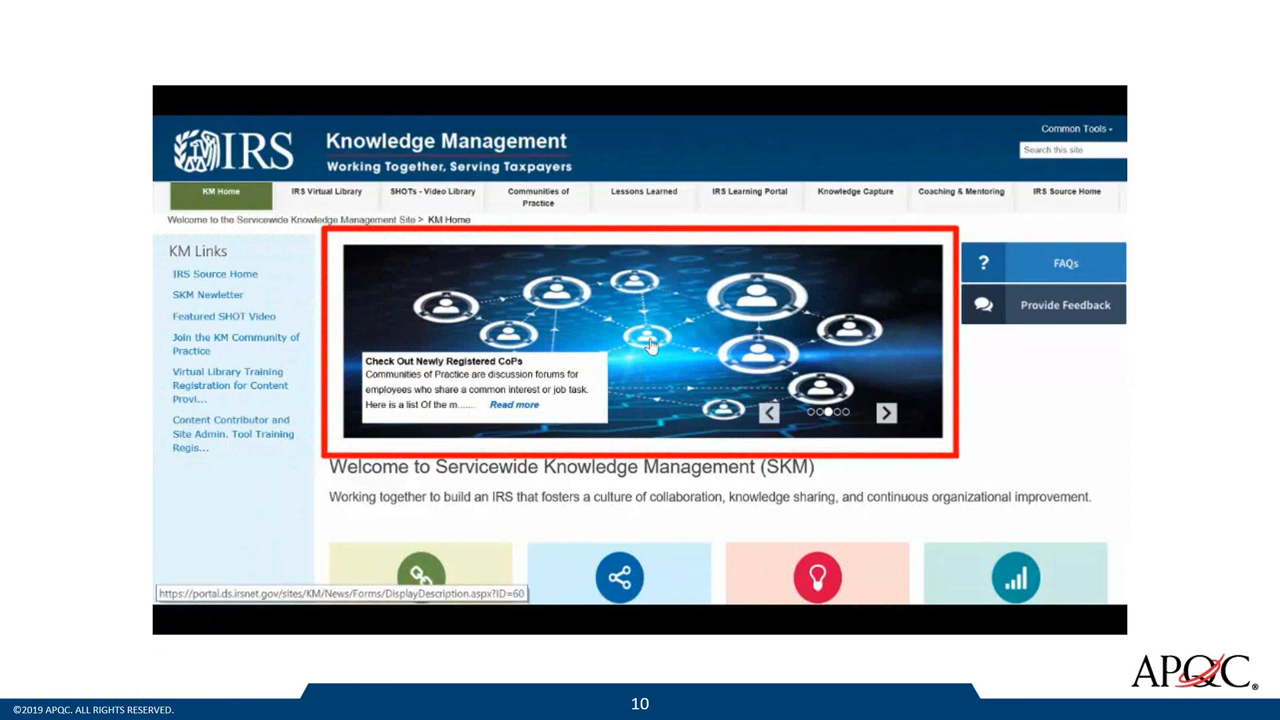 IRS
Knowledge Management
Working Together, Serving Taxpayers
Common Tools
Search this site
KM Home
IRS Virtual Library
SHOTs - Video Library
Communities of
Practice
Lessons Learned
IRS Learning Portal
Knowledge Capture
Coaching & Mentoring
IRS Source Home
Welcome to the Servicewide Knowledge Management Site > KM Home
KM Links
IRS Source Home
SKM Newletter
Featured SHOT Video
Join the KM Community of
Practice
Virtual Library Training
Registration for Content
Provi...
Content Contributor and
Site Admin. Tool Training
Regis...
Check Out Newly Registered CoPs
Communities of Practice are discussion forums for
employees who share a common interest or job task.
Here is a list Of the m...... Read more
? FAQs
Provide Feedback
Welcome to Servicewide Knowledge Management (SKM)
Working together to build an IRS that fosters a culture of collaboration, knowledge sharing, and continuous organizational improvement.
https://portal.ds.irsnet.gov/sites/KM/News/Forms/DisplayDescription.aspx?ID=60
APQC®
©2019 APQC. ALL RIGHTS RESERVED.
10